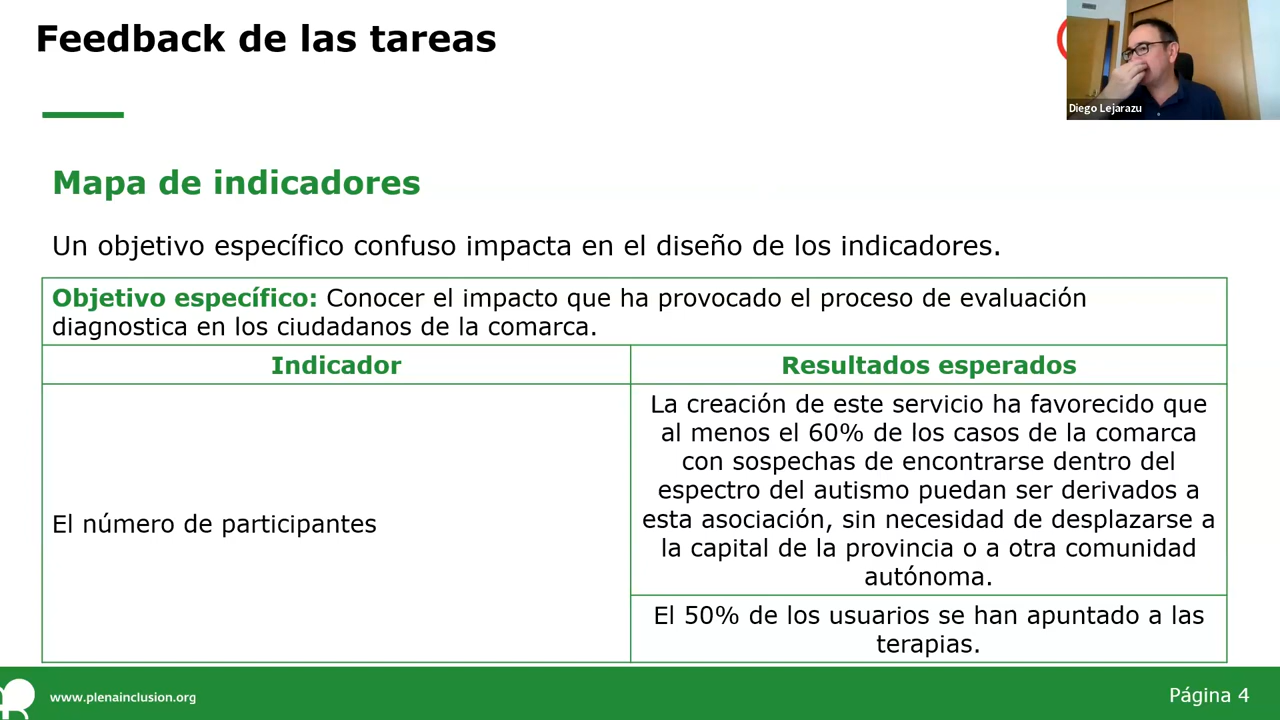 Feedback de las tareas
Diego Lejarazu
Mapa de indicadores
Un objetivo específico confuso impacta en el diseño de los indicadores.
Objetivo específico: Conocer el impacto que ha provocado el proceso de evaluación
diagnostica en los ciudadanos de la comarca.
Indicador
Resultados esperados
El número de participantes
La creación de este servicio ha favorecido que
al menos el 60% de los casos de la comarca
con sospechas de encontrarse dentro del
espectro del autismo puedan ser derivados a
esta asociación, sin necesidad de desplazarse a
la capital de la provincia o a otra comunidad
autónoma.
El 50% de los usuarios se han apuntado a las
terapias.
www.plenainclusion.org
Página 4